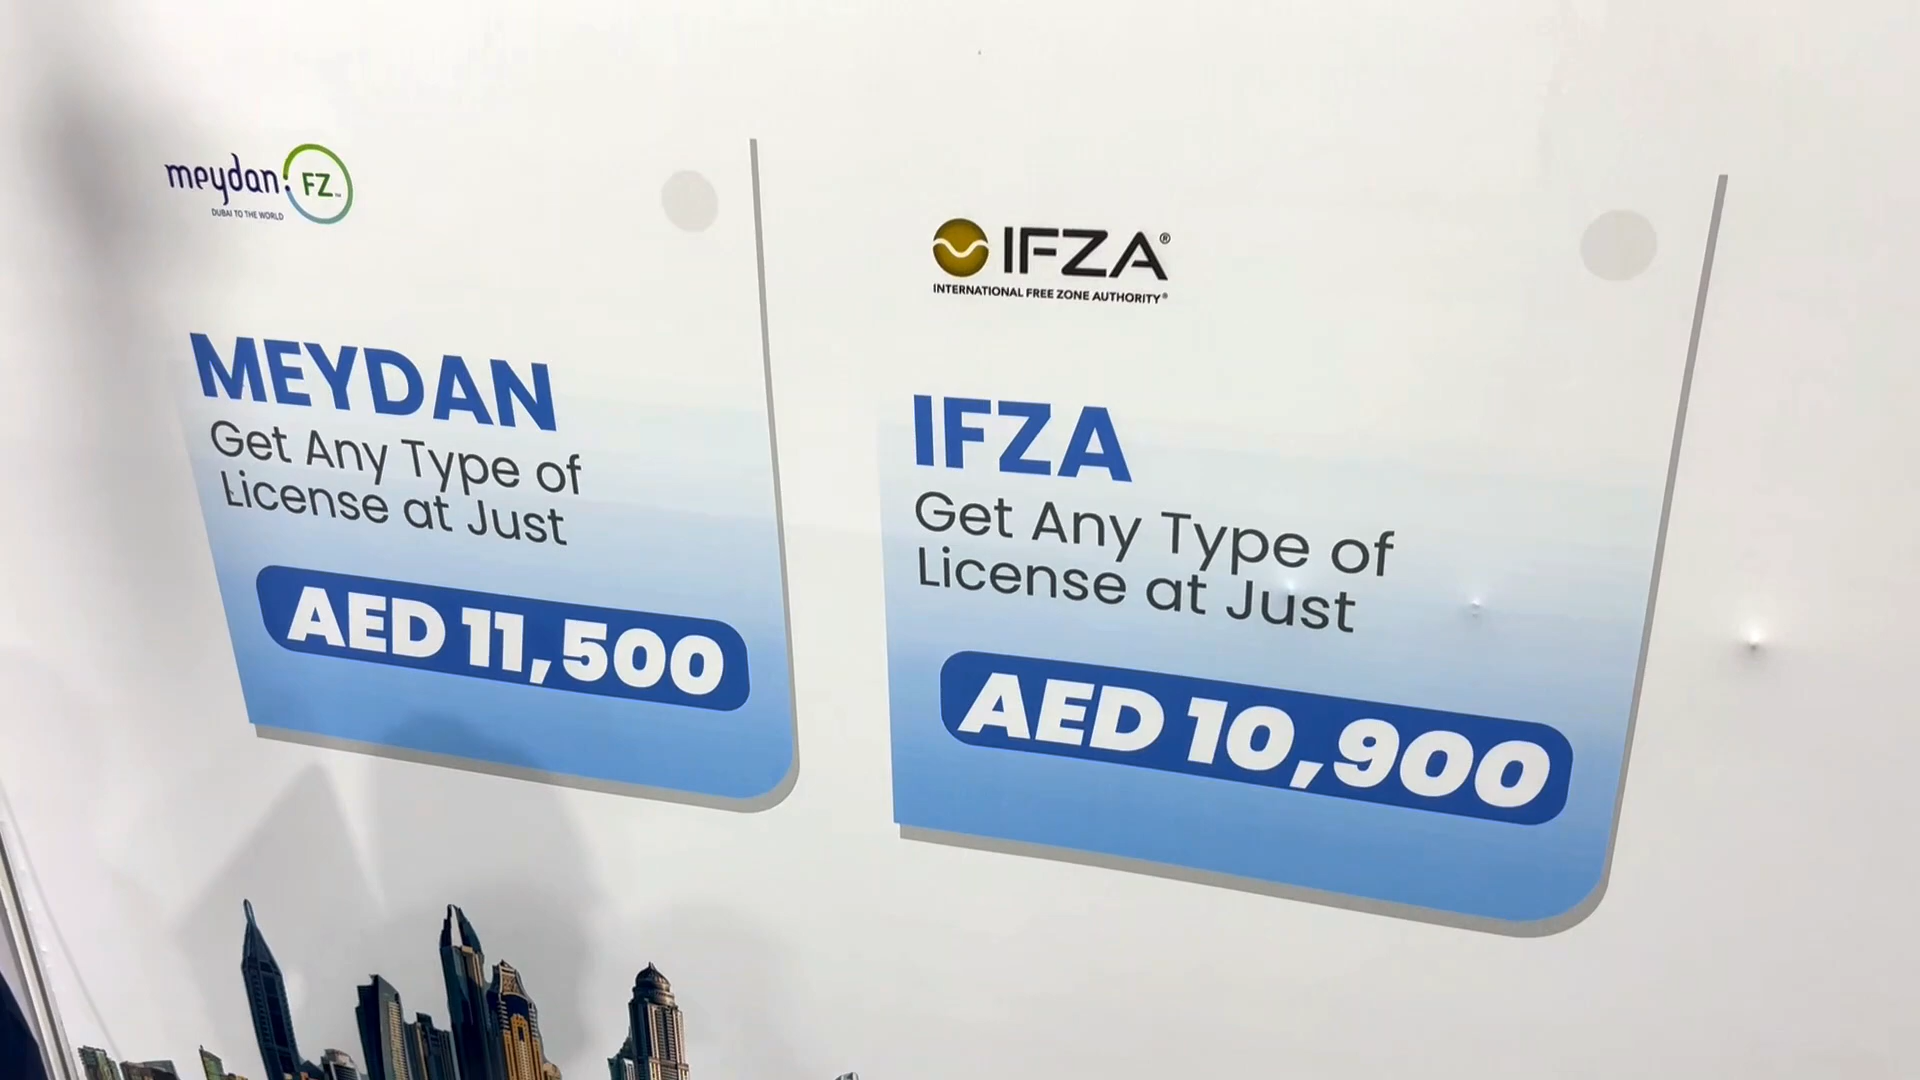 meydan FZ™
DUBAI TO THE WORLD
MEYDAN
Get Any Type of
License at Just
AED 11,500
IFZA®
INTERNATIONAL FREE ZONE AUTHORITY®
IFZA
Get Any Type of
License at Just
AED 10,900